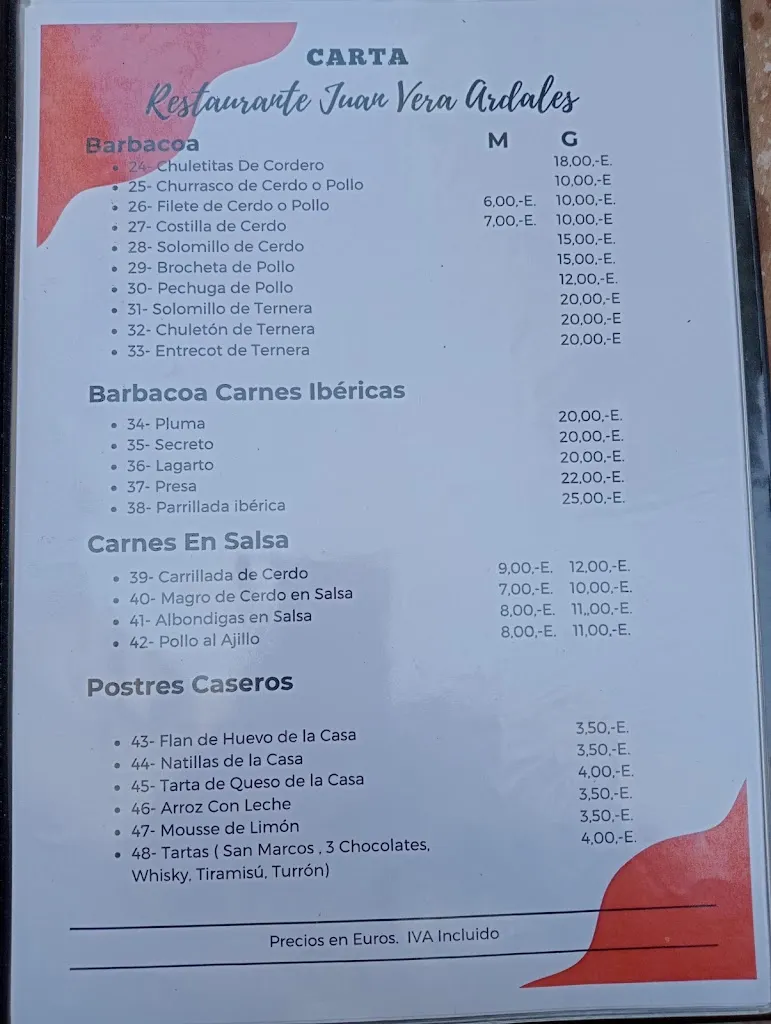 CARTA
Restaurante Juan Vera Ardales
Barbacoa M G
24- Chuletitas De Cordero 18,00,-E.
25- Churrasco de Cerdo o Pollo 10,00,-E
26- Filete de Cerdo o Pollo 6,00,-E. 10,00,-E.
27- Costilla de Cerdo 7,00,-E. 10,00,-E
28- Solomillo de Cerdo 15,00,-E.
29- Brocheta de Pollo 15,00,-E.
30- Pechuga de Pollo 12,00,-E.
31- Solomillo de Ternera 20,00,-E
32- Chuletón de Ternera 20,00,-E
33- Entrecot de Ternera 20,00,-E
Barbacoa Carnes Ibéricas
34- Pluma 20,00,-E.
35- Secreto 20,00,-E.
36- Lagarto 20,00,-E.
37- Presa 22,00,-E.
38- Parrillada ibérica 25,00,-E.
Carnes En Salsa
39- Carrillada de Cerdo 9,00,-E. 12,00,-E.
40- Magro de Cerdo en Salsa 7,00,-E. 10,00,-E.
41- Albondigas en Salsa 8,00,-E. 11,,00,-E.
42- Pollo al Ajillo 8,00,-E. 11,00,-E.
Postres Caseros
43- Flan de Huevo de la Casa 3,50,-E.
44- Natillas de la Casa 3,50,-E.
45- Tarta de Queso de la Casa 4,00,-E.
46- Arroz Con Leche 3,50,-E.
47- Mousse de Limón 3,50,-E.
48- Tartas ( San Marcos , 3 Chocolates, 4,00,-E.
Whisky, Tiramisú, Turrón)
Precios en Euros. IVA Incluido